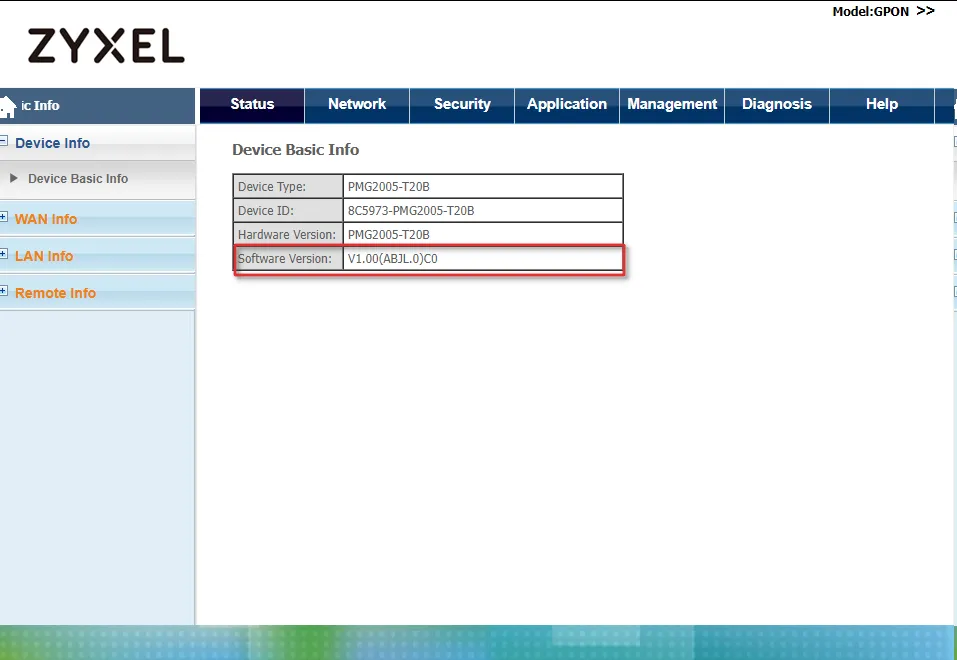 Model:GPON >>
ZYXEL
ic Info
Status Network Security Application Management Diagnosis Help
Device Info
Device Basic Info
WAN Info
LAN Info
Remote Info
Device Basic Info
Device Type: PMG2005-T20B
Device ID: 8C5973-PMG2005-T20B
Hardware Version: PMG2005-T20B
Software Version: V1.00(ABJL.0)C0